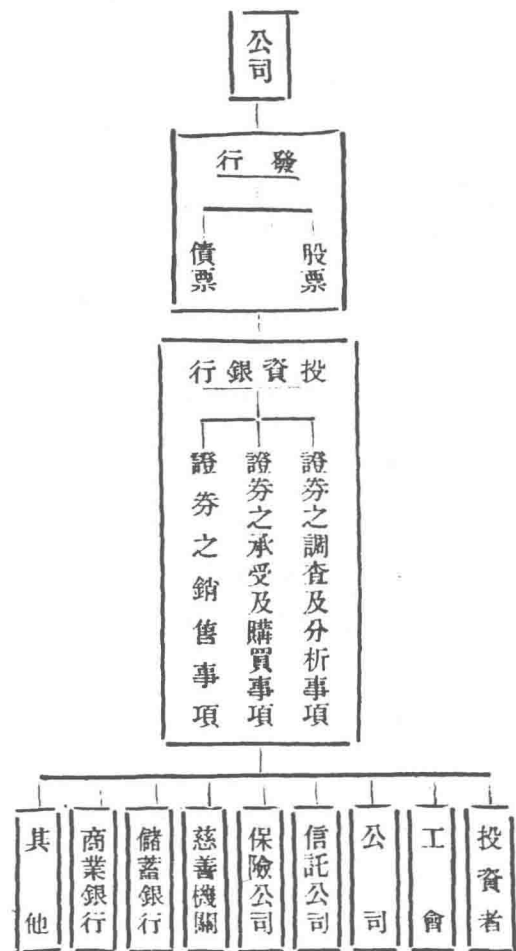 公司
發行
股票
債票
投資銀行
證券之調查及分析事項
證券之承受及購買事項
證券之銷售事項
投資者
工會
公司
信託公司
保險公司
慈善機關
儲蓄銀行
商業銀行
其他